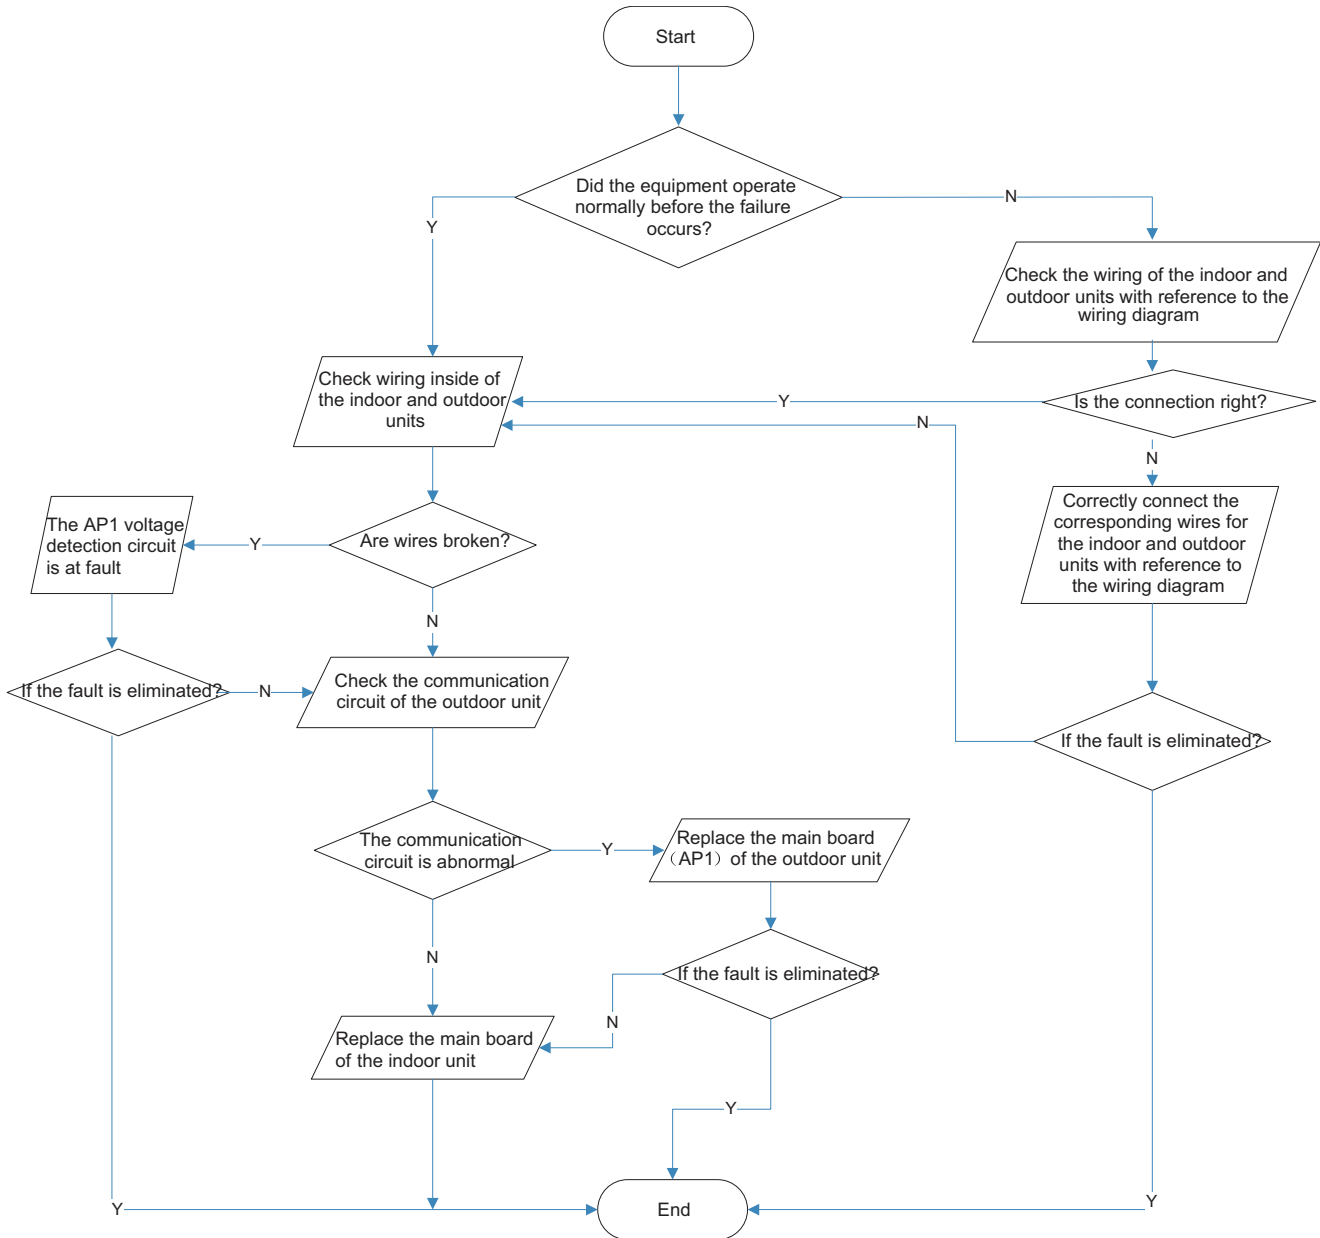 Start
Did the equipment operate
normally before the failure
occurs?
N
Y
Check the wiring of the indoor and
outdoor units with reference to the
wiring diagram
Check wiring inside of
the indoor and outdoor
units
Y
Is the connection right?
N
N
Correctly connect the
corresponding wires for
the indoor and outdoor
units with reference to
the wiring diagram
The AP1 voltage
detection circuit
is at fault
Y
Are wires broken?
N
If the fault is eliminated?
N
Check the communication
circuit of the outdoor unit
If the fault is eliminated?
The communication
circuit is abnormal
Y
Replace the main board
（AP1）of the outdoor unit
N
If the fault is eliminated?
N
Replace the main board
of the indoor unit
Y
Y
End
Y